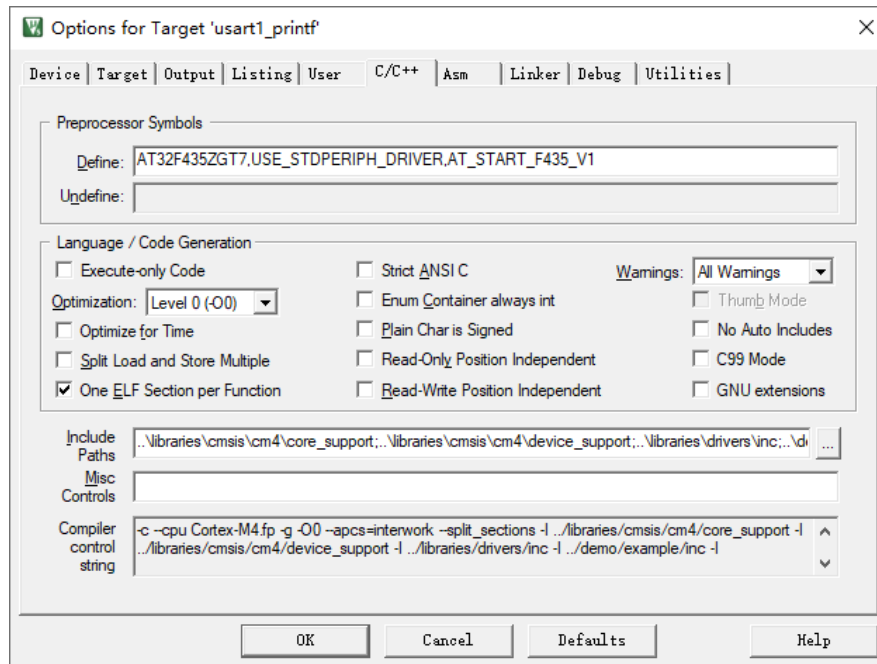 Options for Target 'usart1_printf'
Device Target Output Listing User C/C++ Asm Linker Debug Utilities
Preprocessor Symbols
Define: AT32F435ZGT7,USE_STDPERIPH_DRIVER,AT_START_F435_V1
Undefine:
Language / Code Generation
Execute-only Code Strict ANSI C Warnings: All Warnings
Optimization: Level 0 (-O0) Enum Container always int Thumb Mode
Optimize for Time Plain Char is Signed No Auto Includes
Split Load and Store Multiple Read-Only Position Independent C99 Mode
One ELF Section per Function Read-Write Position Independent GNU extensions
Include Paths ..\libraries\cmsis\cm4\core_support;..\libraries\cmsis\cm4\device_support;..\libraries\drivers\inc;..\de ...
Misc Controls
Compiler control string -c --cpu Cortex-M4.fp -g -O0 --apcs=interwork --split_sections -I ../libraries/cmsis/cm4/core_support -I
../libraries/cmsis/cm4/device_support -I ../libraries/drivers/inc -I ../demo/example/inc -I
OK Cancel Defaults Help